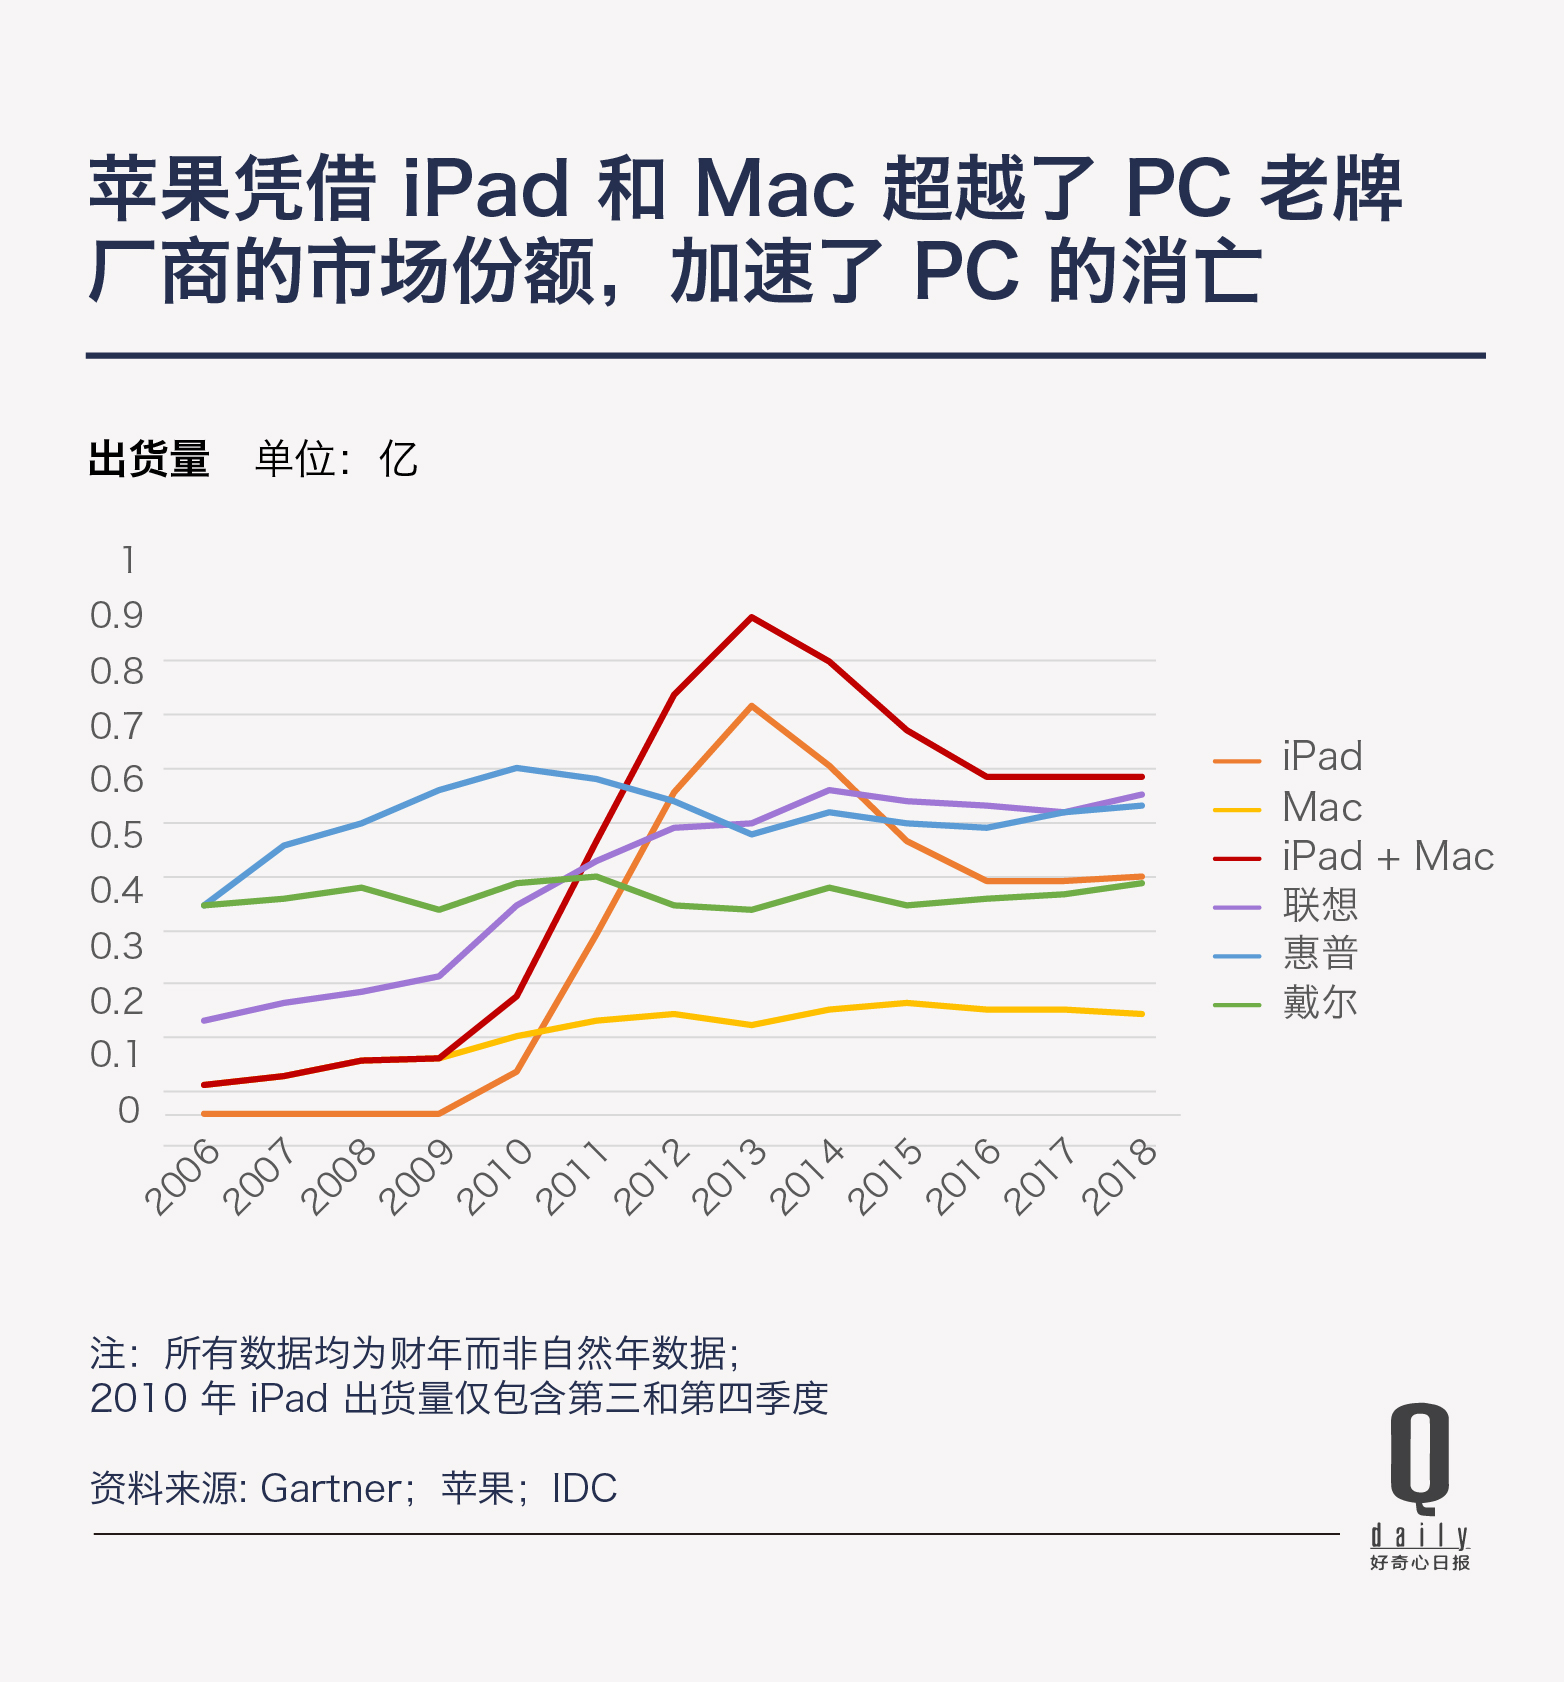 苹果凭借 iPad 和 Mac 超越了 PC 老牌
厂商的市场份额，加速了 PC 的消亡
出货量 单位：亿
1
0.9
0.8
0.7
0.6
0.5
0.4
0.3
0.2
0.1
0
2006 2007 2008 2009 2010 2011 2012 2013 2014 2015 2016 2017 2018
iPad
Mac
iPad + Mac
联想
惠普
戴尔
注：所有数据均为财年而非自然年数据；
2010 年 iPad 出货量仅包含第三和第四季度
资料来源: Gartner；苹果；IDC
Q
daily
好奇心日报